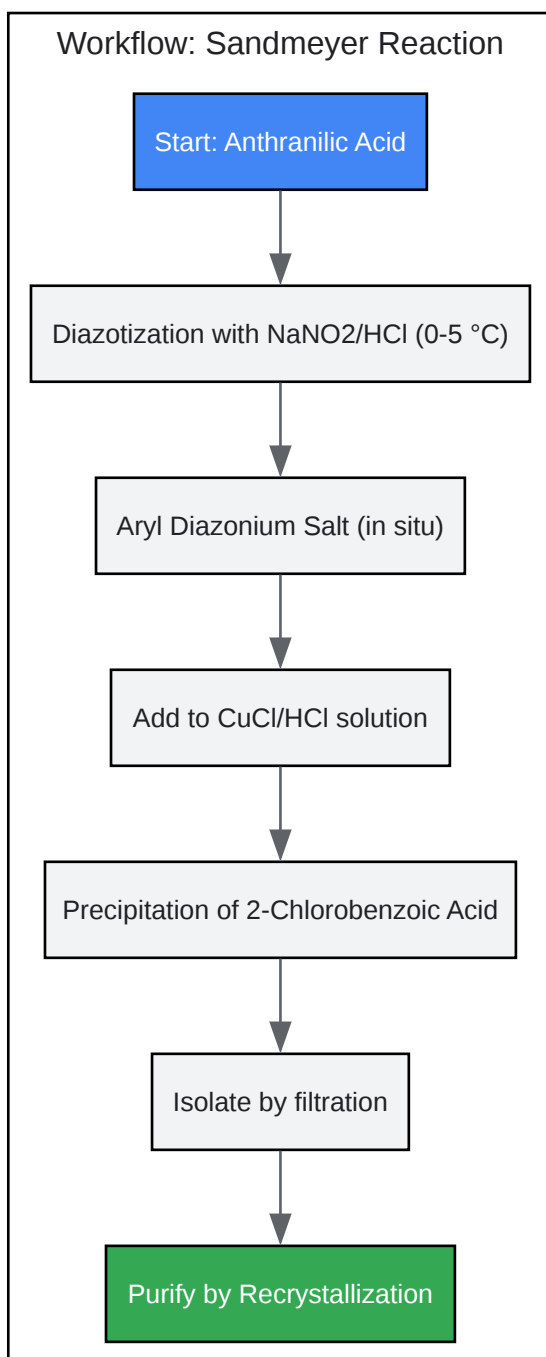 Workflow: Sandmeyer Reaction
Start: Anthranilic Acid
Diazotization with NaNO2/HCl (0-5 °C)
Aryl Diazonium Salt (in situ)
Add to CuCl/HCl solution
Precipitation of 2-Chlorobenzoic Acid
Isolate by filtration
Purify by Recrystallization